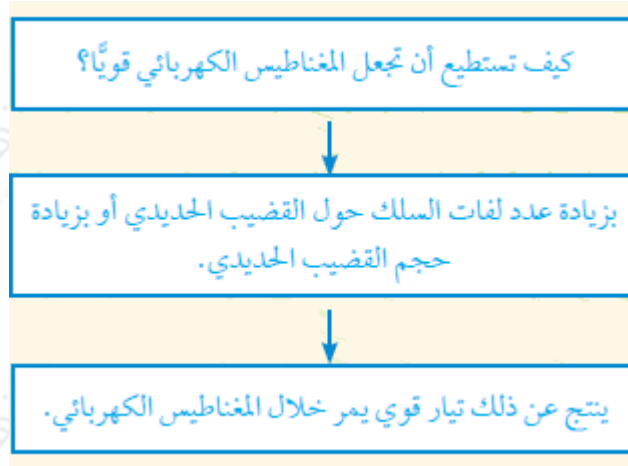 كيف تستطيع أن تجعل المغناطيس الكهربائي قويًّا؟
بزيادة عدد لفات السلك حول القضيب الحديدي أو بزيادة
حجم القضيب الحديدي.
ينتج عن ذلك تيار قوي يمر خلال المغناطيس الكهربائي.